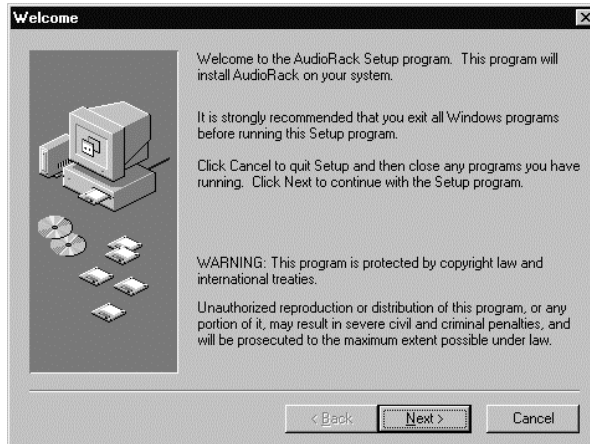 Welcome
Welcome to the AudioRack Setup program. This program will
install AudioRack on your system.
It is strongly recommended that you exit all Windows programs
before running this Setup program.
Click Cancel to quit Setup and then close any programs you have
running. Click Next to continue with the Setup program.
WARNING: This program is protected by copyright law and
international treaties.
Unauthorized reproduction or distribution of this program, or any
portion of it, may result in severe civil and criminal penalties, and
will be prosecuted to the maximum extent possible under law.
< Back
Next >
Cancel